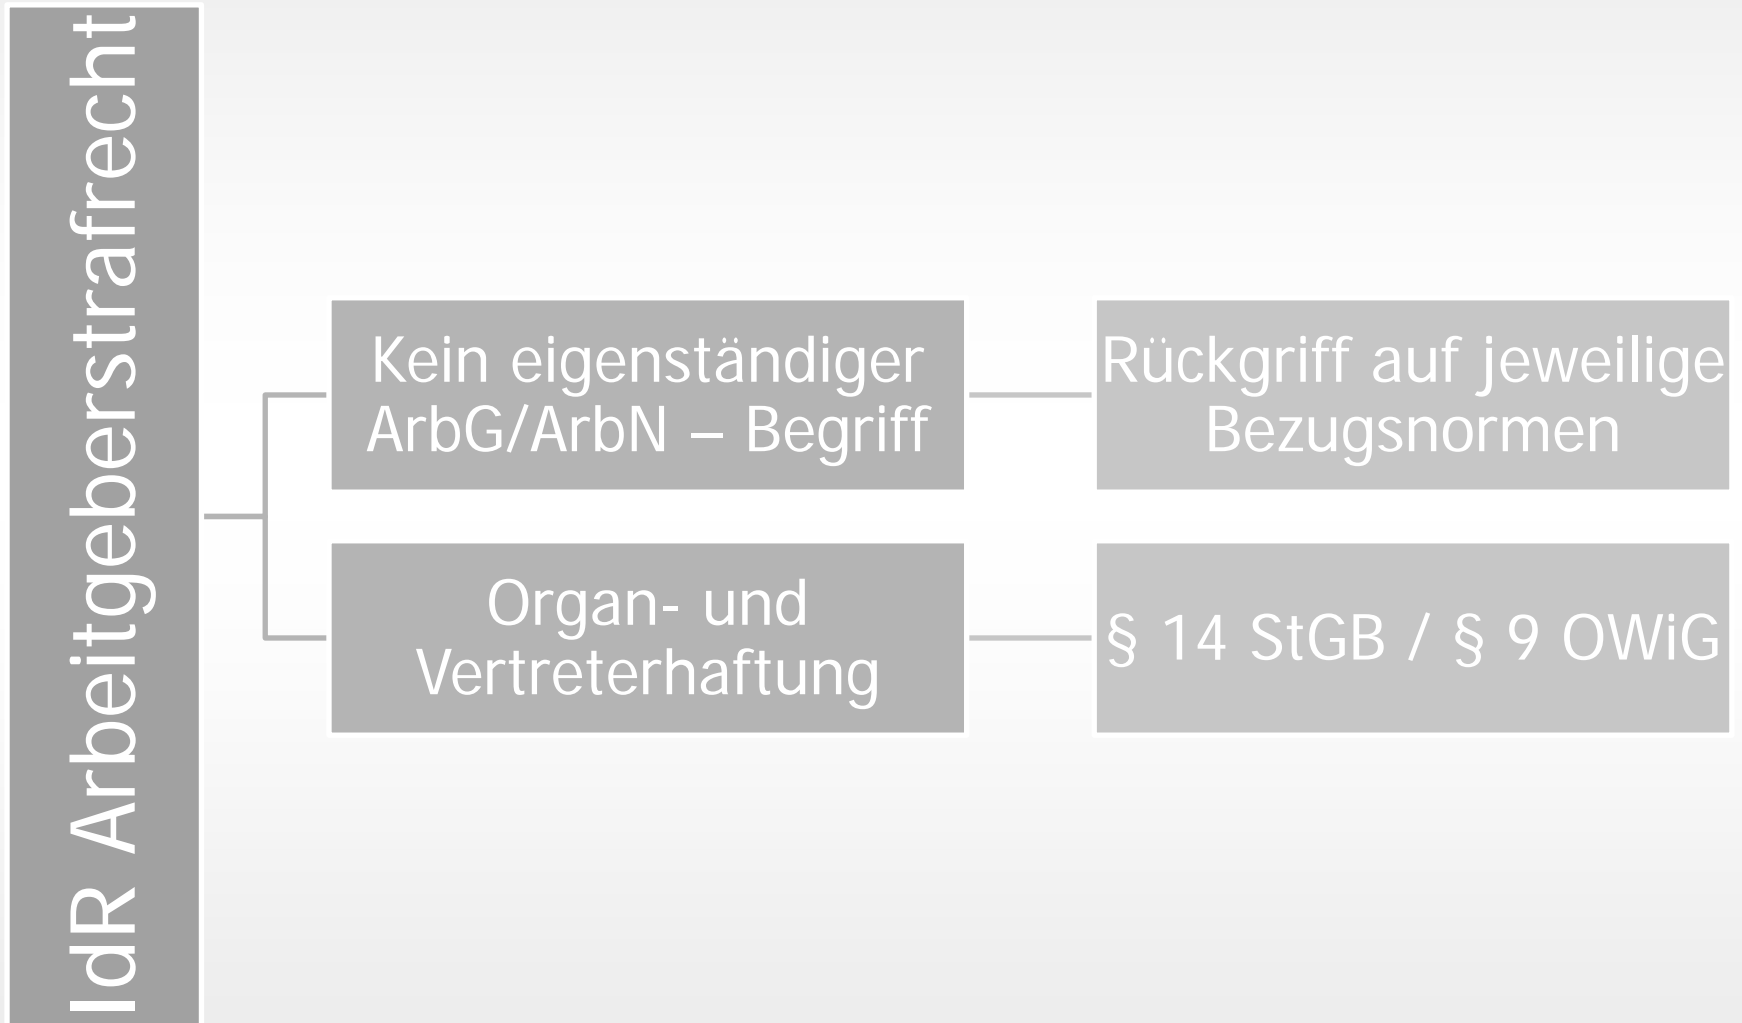 IdR Arbeitgeberstrafrecht
Kein eigenständiger
ArbG/ArbN – Begriff
Rückgriff auf jeweilige
Bezugsnormen
Organ- und
Vertreterhaftung
§ 14 StGB / § 9 OWiG